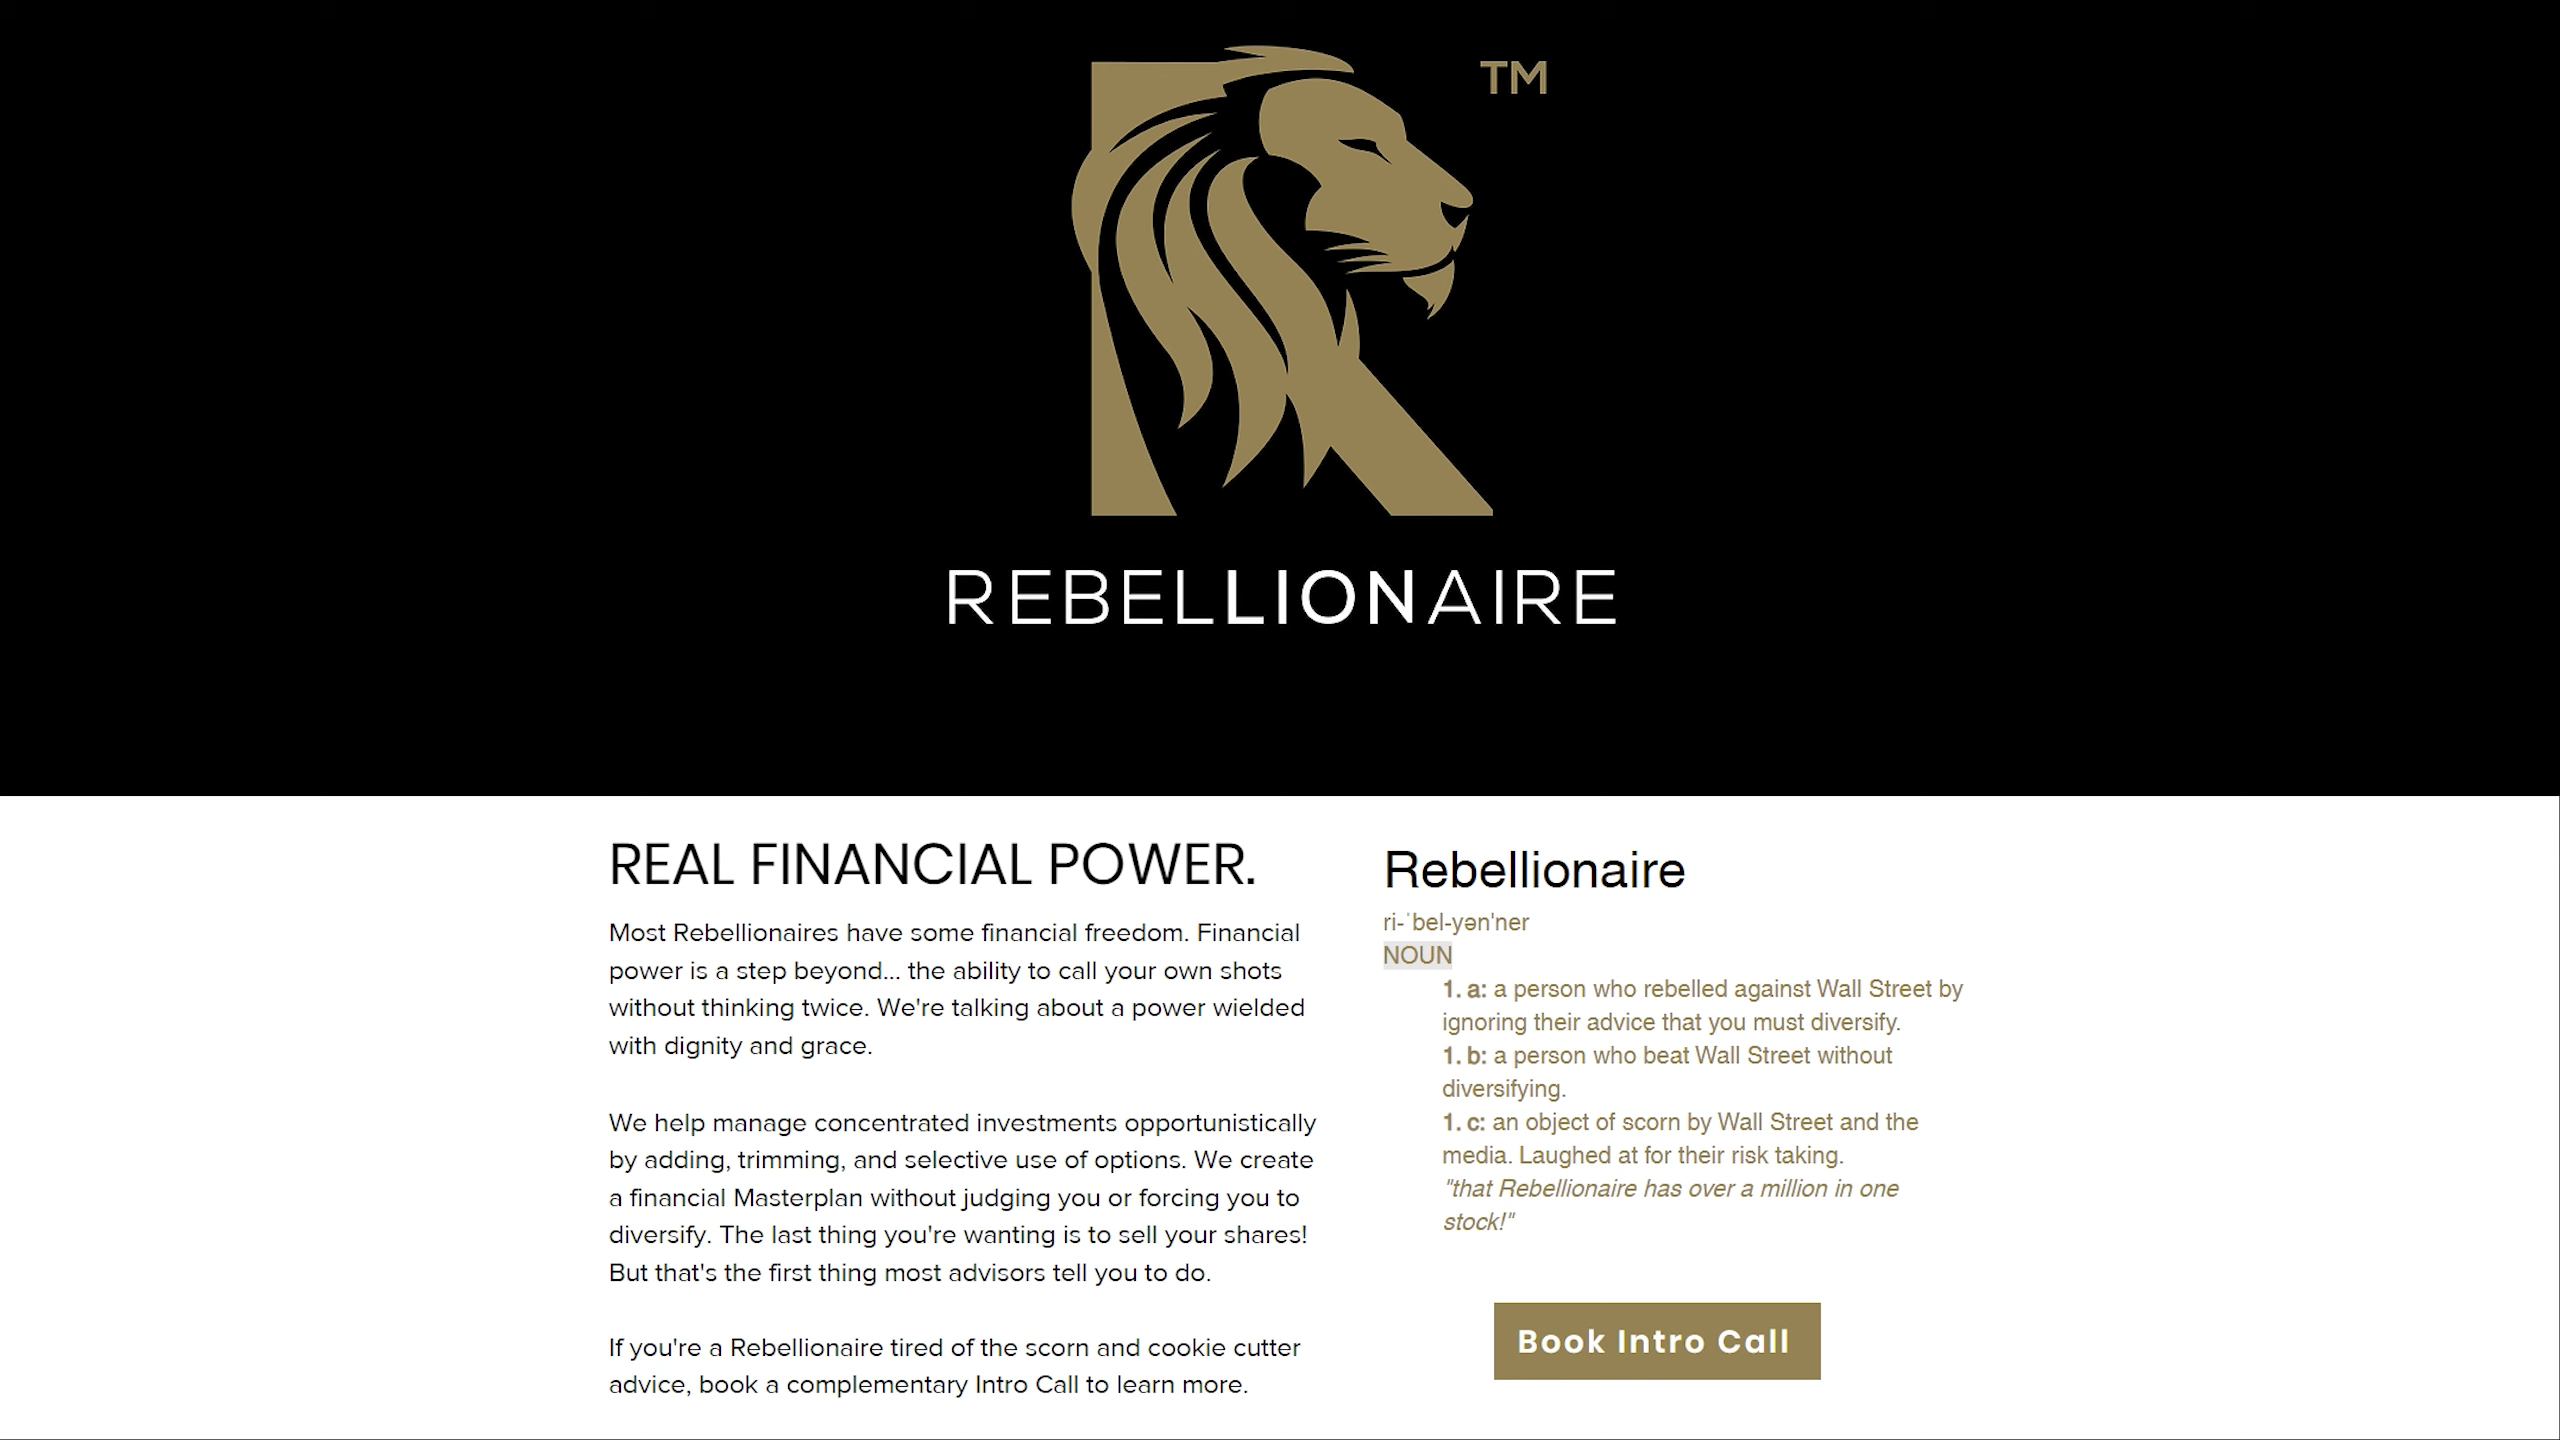 TM
REBELLIONAIRE
REAL FINANCIAL POWER.
Most Rebellionaires have some financial freedom. Financial
power is a step beyond... the ability to call your own shots
without thinking twice. We're talking about a power wielded
with dignity and grace.
We help manage concentrated investments opportunistically
by adding, trimming, and selective use of options. We create
a financial Masterplan without judging you or forcing you to
diversify. The last thing you're wanting is to sell your shares!
But that's the first thing most advisors tell you to do.
If you're a Rebellionaire tired of the scorn and cookie cutter
advice, book a complementary Intro Call to learn more.
Rebellionaire
ri-ˈbel-yən'ner
NOUN
1. a: a person who rebelled against Wall Street by
ignoring their advice that you must diversify.
1. b: a person who beat Wall Street without
diversifying.
1. c: an object of scorn by Wall Street and the
media. Laughed at for their risk taking.
"that Rebellionaire has over a million in one
stock!"
Book Intro Call